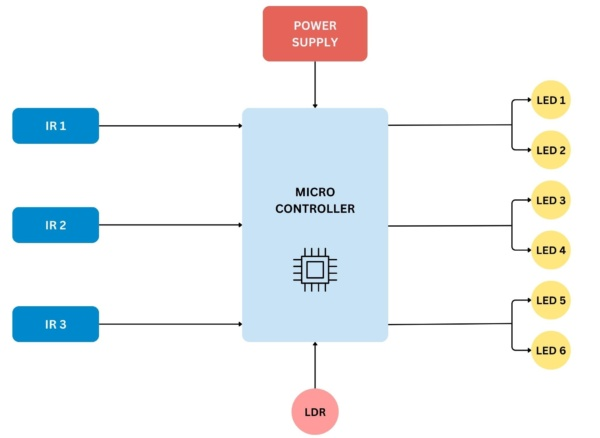 POWER
SUPPLY
IR 1
IR 2
IR 3
MICRO
CONTROLLER
LED 1
LED 2
LED 3
LED 4
LED 5
LED 6
LDR